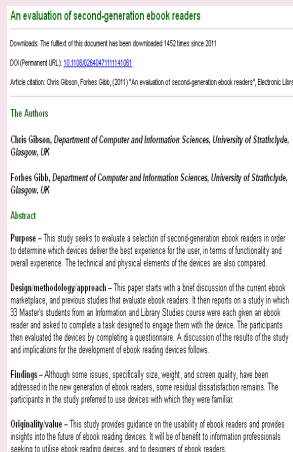 An evaluation of second-generation ebook readers
Downloads: The fulltext of this document has been downloaded 1452 times since 2011
DOI (Permanent URL): 10.1108/02640471111141061
Article citation: Chris Gibson, Forbes Gibb, (2011) "An evaluation of second-generation ebook readers", Electronic Libra
The Authors
Chris Gibson, Department of Computer and Information Sciences, University of Strathclyde,
Glasgow, UK
Forbes Gibb, Department of Computer and Information Sciences, University of Strathclyde,
Glasgow, UK
Abstract
Purpose – This study seeks to evaluate a selection of second-generation ebook readers in order
to determine which devices deliver the best experience for the user, in terms of functionality and
overall experience. The technical and physical elements of the devices are also compared.
Design/methodology/approach – This paper starts with a brief discussion of the current ebook
marketplace, and previous studies that evaluate ebook readers. It then reports on a study in which
33 Master's students from an Information and Library Studies course were each given an ebook
reader and asked to complete a task designed to engage them with the device. The participants
then evaluated the devices by completing a questionnaire. A discussion of the results of the study
and implications for the development of ebook reading devices follows.
Findings – Although some issues, specifically size, weight, and screen quality, have been
addressed in the new generation of ebook readers, some residual dissatisfaction remains. The
participants in the study preferred to use devices with which they were familiar.
Originality/value – This study provides guidance on the usability of ebook readers and provides
insights into the future of ebook reading devices. It will be of benefit to information professionals
seeking to utilise ebook reading devices, and to designers of ebook readers.